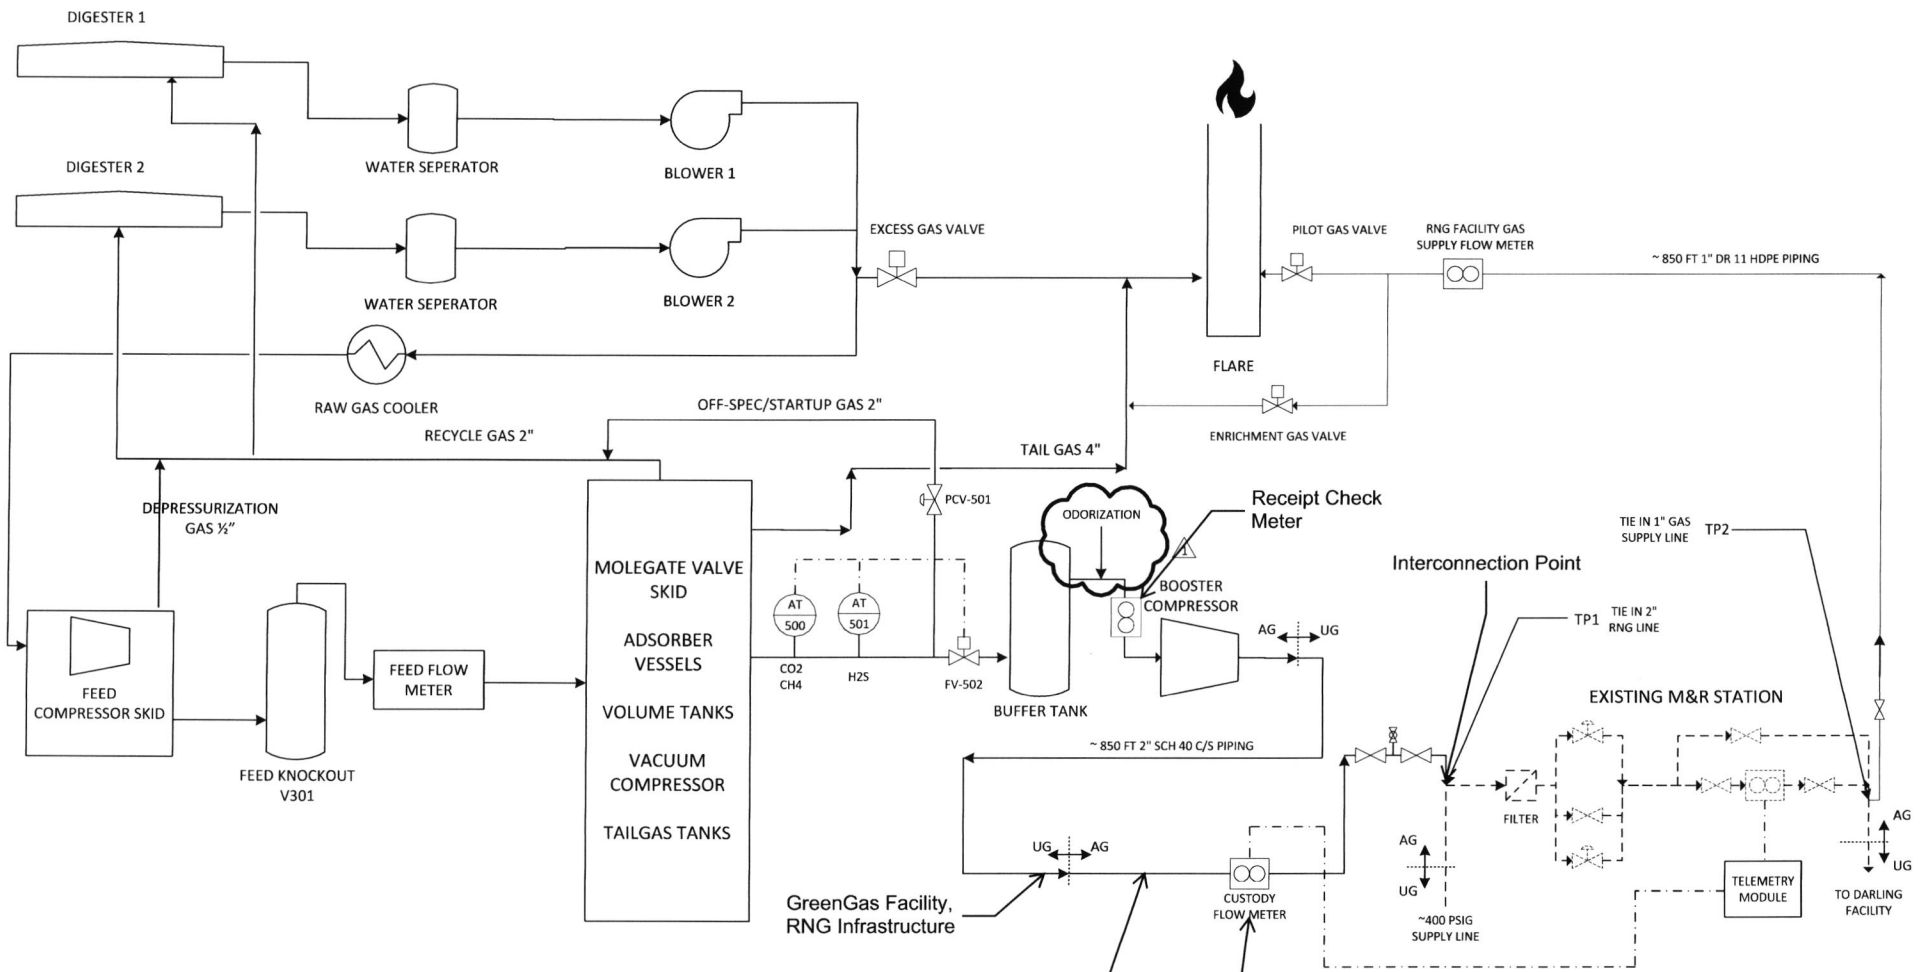 DIGESTER 1
DIGESTER 2
WATER SEPERATOR
BLOWER 1
WATER SEPERATOR
BLOWER 2
EXCESS GAS VALVE
PILOT GAS VALVE
RNG FACILITY GAS
SUPPLY FLOW METER
~ 850 FT 1" DR 11 HDPE PIPING
FLARE
RAW GAS COOLER
OFF-SPEC/STARTUP GAS 2"
RECYCLE GAS 2"
TAIL GAS 4"
ENRICHMENT GAS VALVE
DEPRESSURIZATION
GAS ½"
PCV-501
ODORIZATION
Receipt Check
Meter
1
TIE IN 1" GAS
SUPPLY LINE
TP2
Interconnection Point
MOLEGATE VALVE
SKID
ADSORBER
VESSELS
VOLUME TANKS
VACUUM
COMPRESSOR
TAILGAS TANKS
AT
500
AT
501
CO2
CH4
H2S
FV-502
BUFFER TANK
BOOSTER
COMPRESSOR
AG
UG
TP1
TIE IN 2"
RNG LINE
FEED
COMPRESSOR SKID
FEED KNOCKOUT
V301
FEED FLOW
METER
EXISTING M&R STATION
~ 850 FT 2" SCH 40 C/S PIPING
FILTER
UG
AG
AG
UG
AG
UG
GreenGas Facility,
RNG Infrastructure
CUSTODY
FLOW METER
~400 PSIG
SUPPLY LINE
TELEMETRY
MODULE
TO DARLING
FACILITY